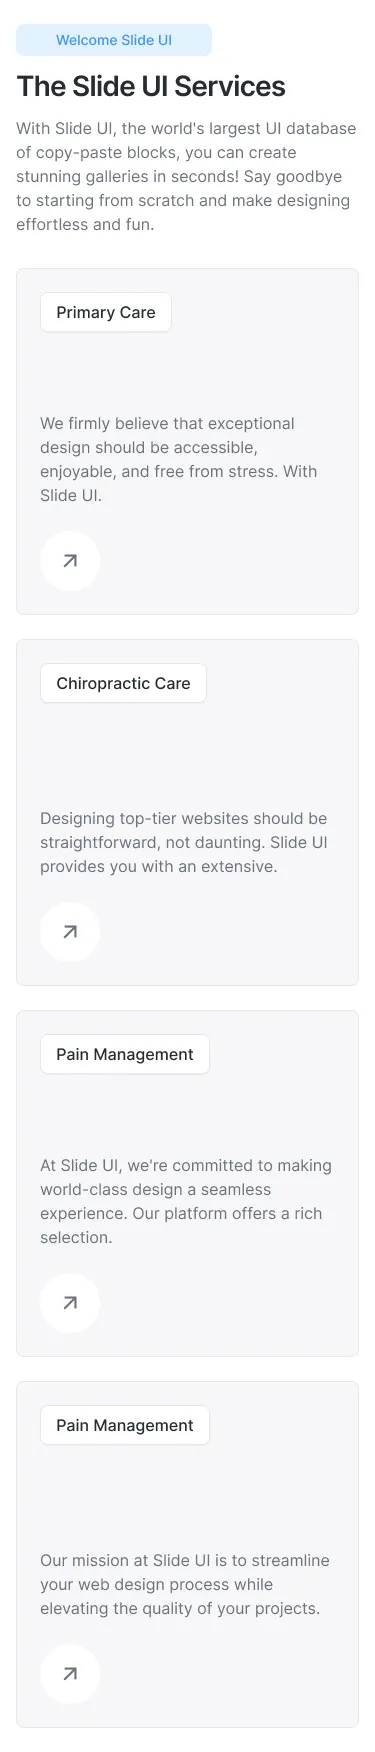 Welcome Slide UI
The Slide UI Services
With Slide UI, the world's largest UI database
of copy-paste blocks, you can create
stunning galleries in seconds! Say goodbye
to starting from scratch and make designing
effortless and fun.
Primary Care
We firmly believe that exceptional
design should be accessible,
enjoyable, and free from stress. With
Slide UI.
Chiropractic Care
Designing top-tier websites should be
straightforward, not daunting. Slide UI
provides you with an extensive.
Pain Management
At Slide UI, we're committed to making
world-class design a seamless
experience. Our platform offers a rich
selection.
Pain Management
Our mission at Slide UI is to streamline
your web design process while
elevating the quality of your projects.